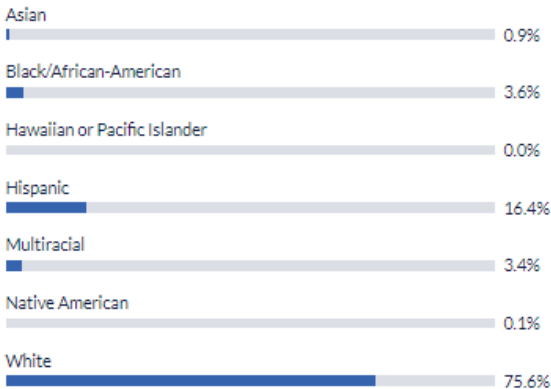 Asian
0.9%
Black/African-American
3.6%
Hawaiian or Pacific Islander
0.0%
Hispanic
16.4%
Multiracial
3.4%
Native American
0.1%
White
75.6%